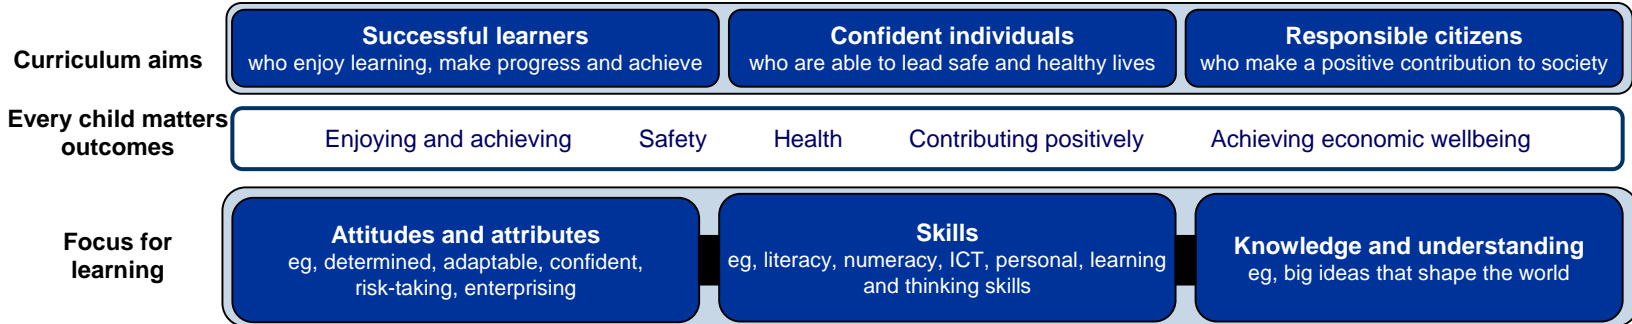 Curriculum aims
Successful learners
who enjoy learning, make progress and achieve
Confident individuals
who are able to lead safe and healthy lives
Responsible citizens
who make a positive contribution to society
Every child matters
outcomes
Enjoying and achieving Safety Health Contributing positively Achieving economic wellbeing
Focus for
learning
Attitudes and attributes
eg, determined, adaptable, confident,
risk-taking, enterprising
Skills
eg, literacy, numeracy, ICT, personal, learning
and thinking skills
Knowledge and understanding
eg, big ideas that shape the world